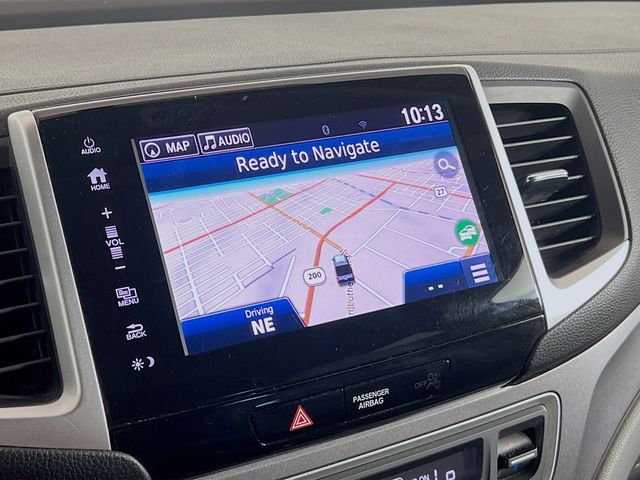 AUDIO
HOME
+
VOL
−
MENU
BACK
MAP
AUDIO
10:13
Ready to Navigate
27
200
Driving
NE
--
PASSENGER
AIRBAG
OFF